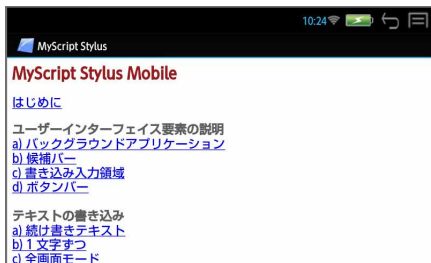 10:24
MyScript Stylus
MyScript Stylus Mobile
はじめに
ユーザーインターフェイス要素の説明
a) バックグラウンドアプリケーション
b) 候補バー
c) 書き込み入力領域
d) ボタンバー
テキストの書き込み
a) 続け書きテキスト
b) 1 文字ずつ
c) 全画面モード